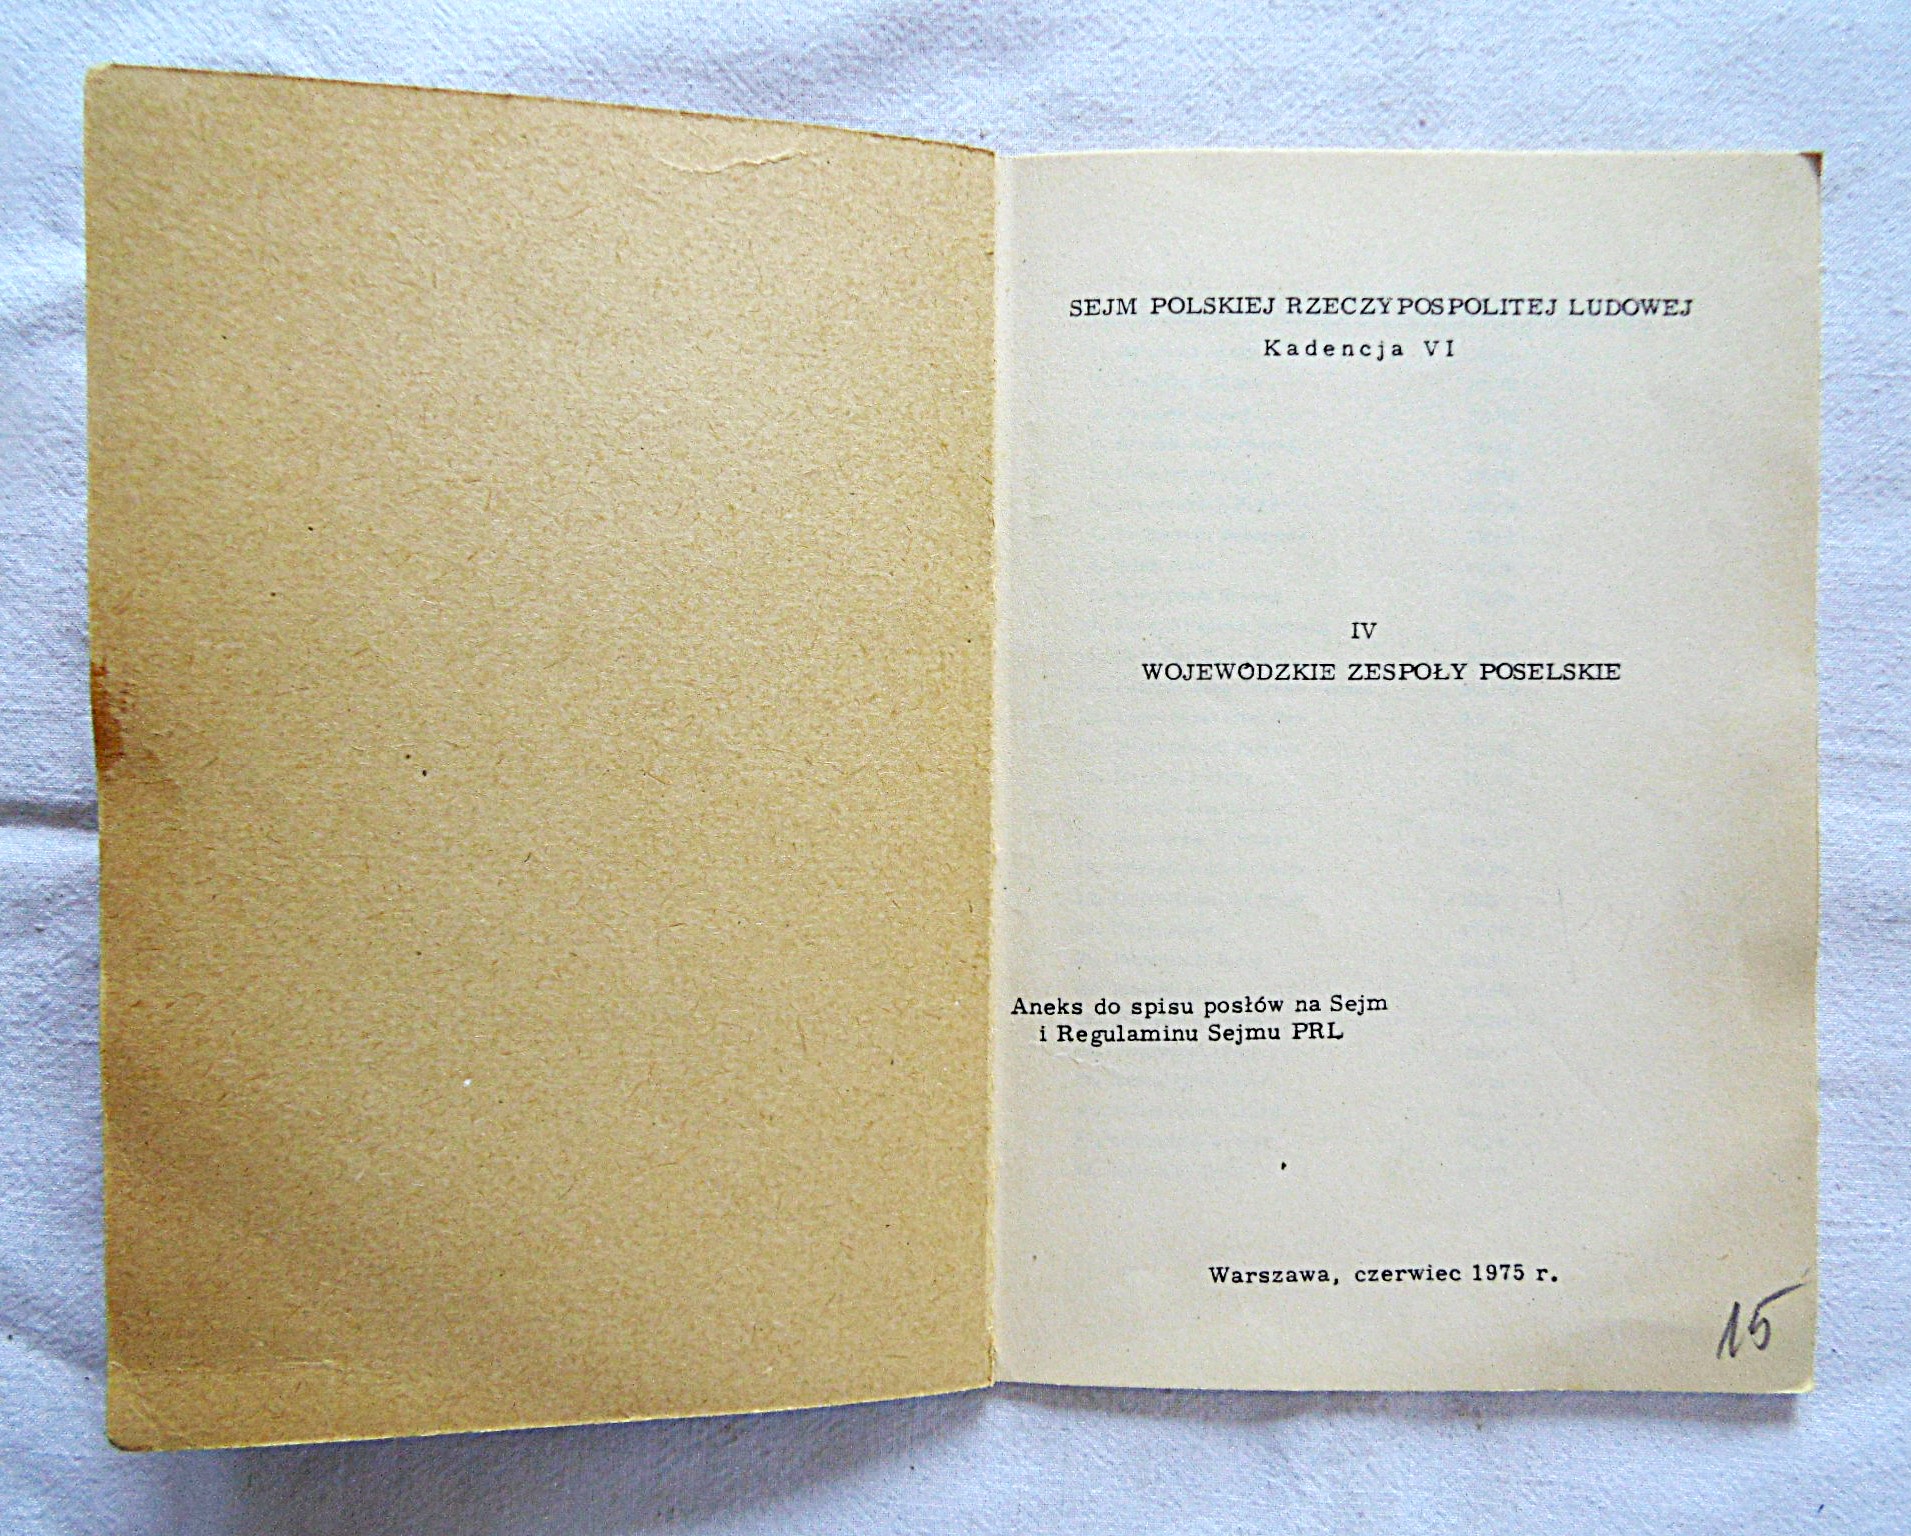 SEJM POLSKIEJ RZECZYPOSPOLITEJ LUDOWEJ
Kadencja VI
IV
WOJEWÓDZKIE ZESPOŁY POSELSKIE
Aneks do spisu posłów na Sejm
i Regulaminu Sejmu PRL
Warszawa, czerwiec 1975 r.
15